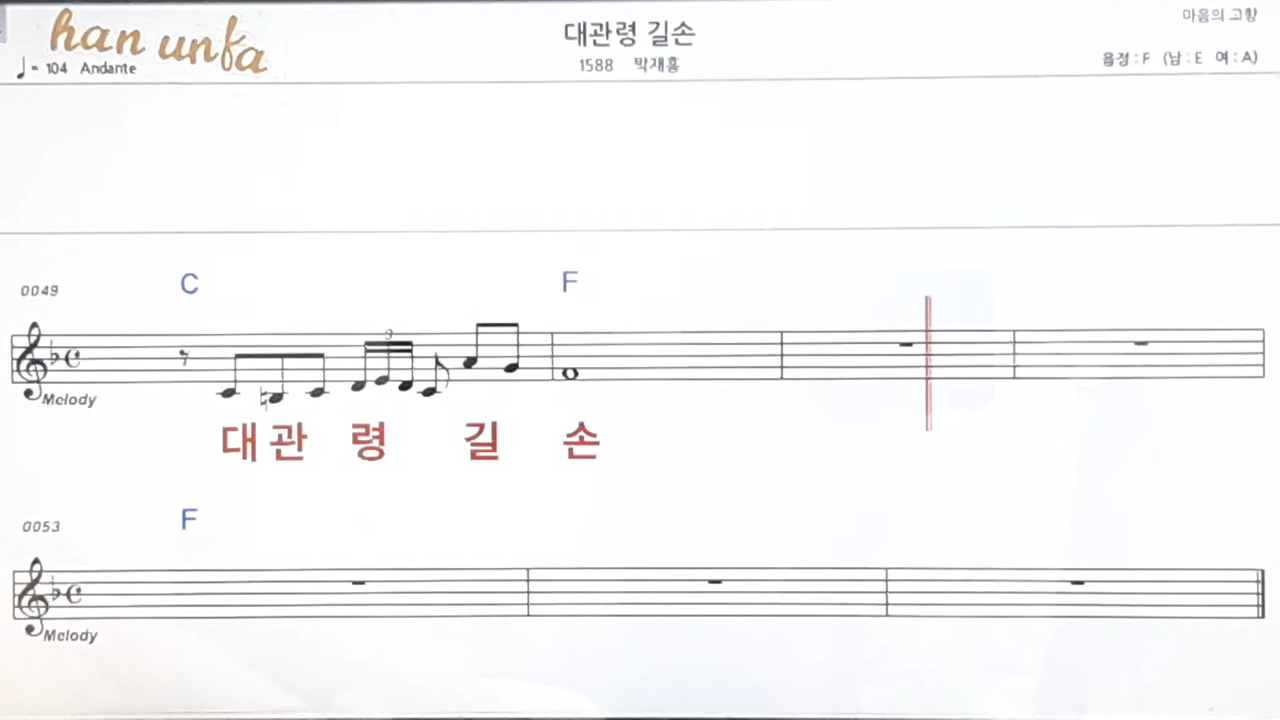 han unfa
♩= 104 Andante
대관령 길손
1588 박재홍
마음의 고향
음정 : F (남 : E 여 : A)
0049
C F
3
Melody
대 관 령 길 손
0053
F
Melody